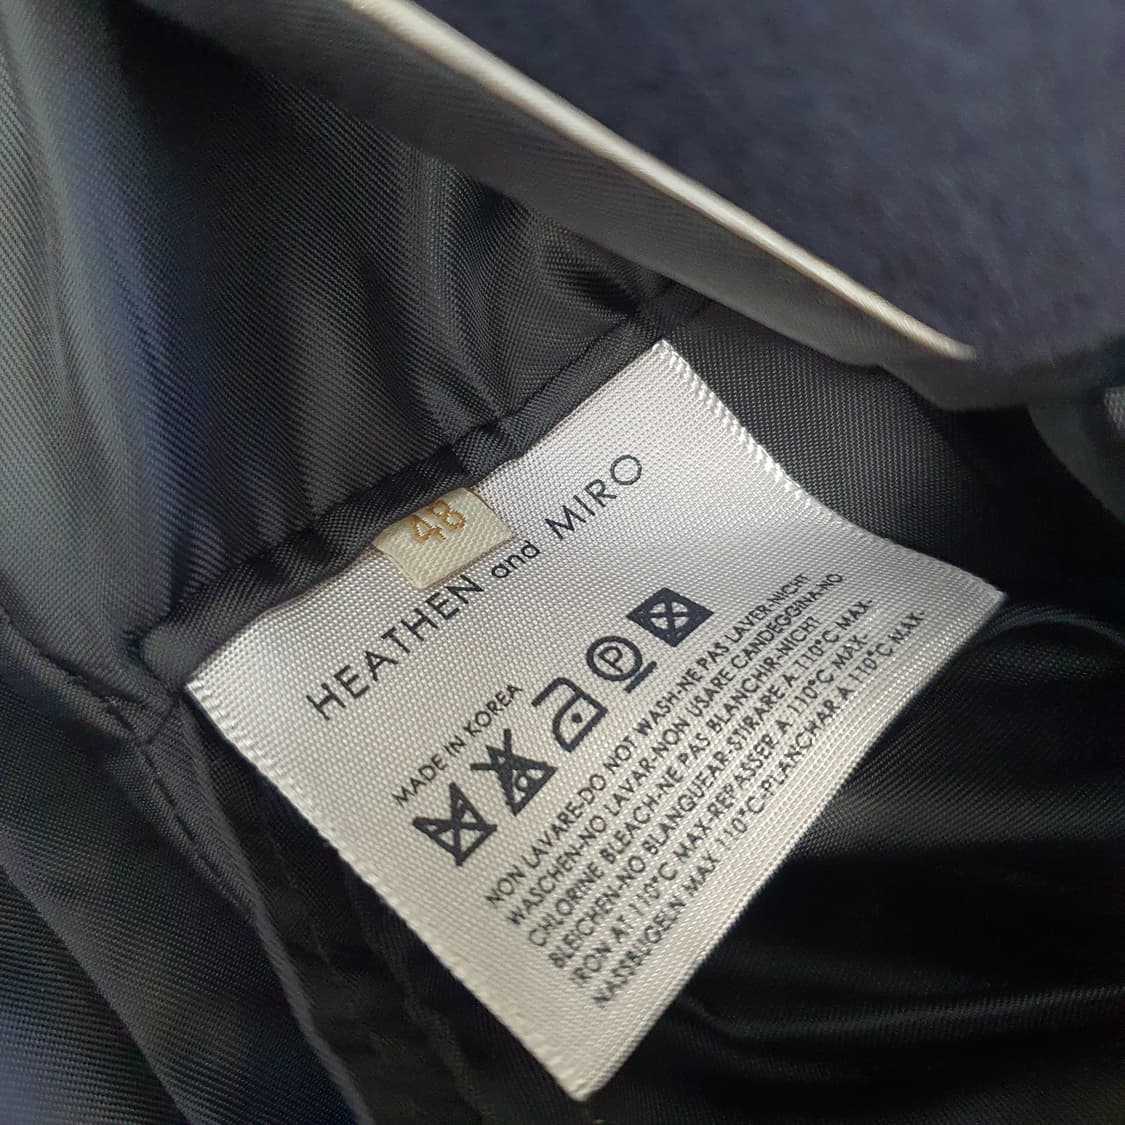 48
HEATHEN and MIRO
MADE IN KOREA
P
NON LAVARE-DO NOT WASH-NE PAS LAVER-NICHT
WASCHEN-NO LAVAR-NON USARE CANDEGGINA-NO
CHLORINE BLEACH-NE PAS BLANCHIR-NICHT
BLEICHEN-NO BLANQUEAR-STIRARE A 110°C MAX-
IRON AT 110°C MAX-REPASSER A 110°C MAX-
NASSBUGEN MAX 110°C-PLANCHAR A 110°C MAX-